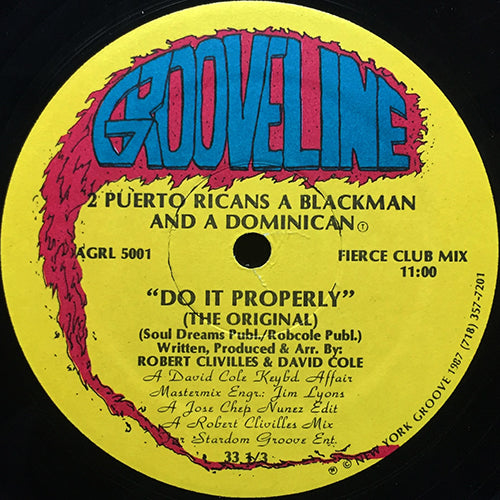 GROOVELINE
2 PUERTO RICANS A BLACKMAN
AND A DOMINICAN Ⓣ
AGRL 5001
FIERCE CLUB MIX
11:00
"DO IT PROPERLY"
(THE ORIGINAL)
(Soul Dreams Publ./Robcole Publ.)
Written, Produced & Arr. By:
ROBERT CLIVILLES & DAVID COLE
A David Cole Keybd Affair
Mastermix Engr.: Jim Lyons
A Jose Chep Nunez Edit
A Robert Clivilles Mix
or Stardom Groove Ent.
33 1/3
℗ © NEW YORK GROOVE 1987 (718) 357-7201